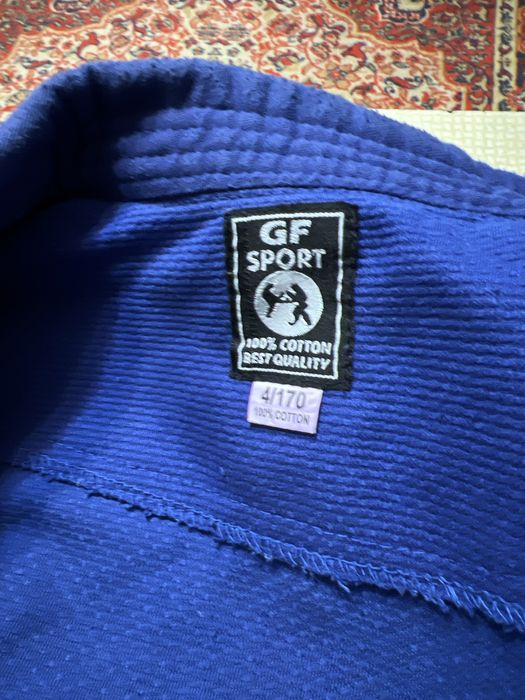 GF
SPORT
100% COTTON
BEST QUALITY
4/170
100% COTTON